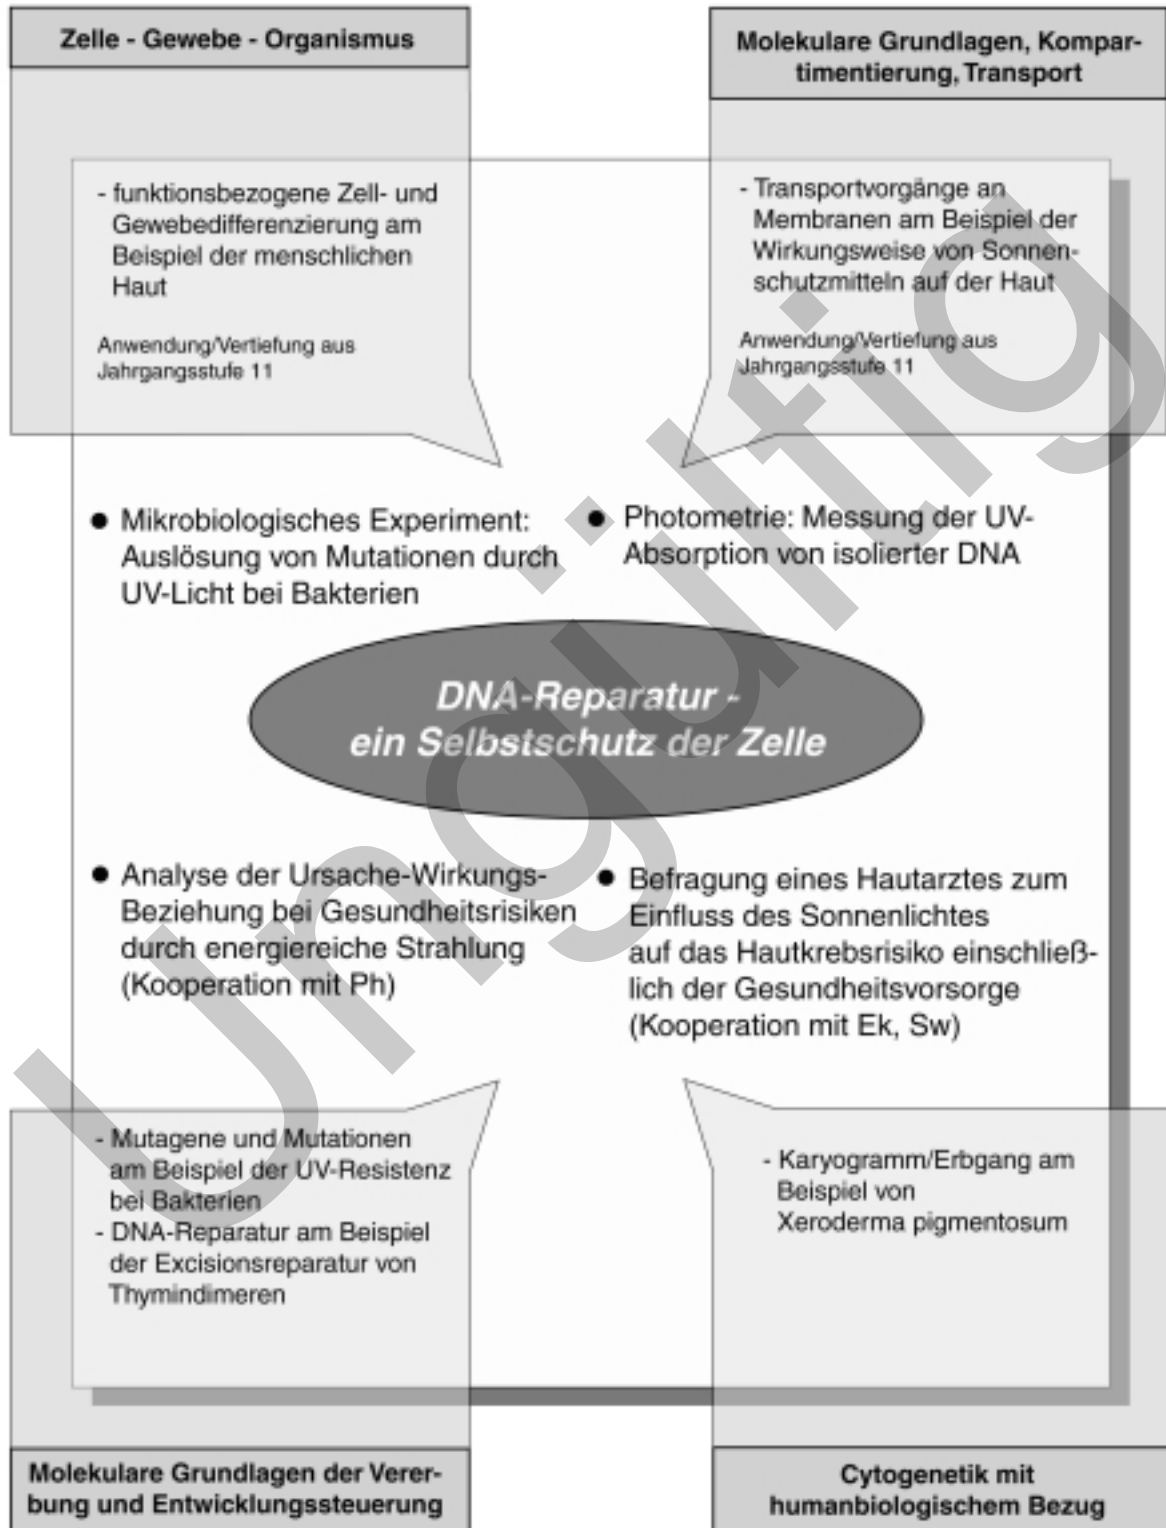 Zelle - Gewebe - Organismus
Molekulare Grundlagen, Kompar-
timentierung, Transport
- funktionsbezogene Zell- und
Gewebedifferenzierung am
Beispiel der menschlichen
Haut
Anwendung/Vertiefung aus
Jahrgangsstufe 11
- Transportvorgänge an
Membranen am Beispiel der
Wirkungsweise von Sonnen-
schutzmitteln auf der Haut
Anwendung/Vertiefung aus
Jahrgangsstufe 11
● Mikrobiologisches Experiment:
Auslösung von Mutationen durch
UV-Licht bei Bakterien
● Photometrie: Messung der UV-
Absorption von isolierter DNA
DNA-Reparatur -
ein Selbstschutz der Zelle
● Analyse der Ursache-Wirkungs-
Beziehung bei Gesundheitsrisiken
durch energiereiche Strahlung
(Kooperation mit Ph)
● Befragung eines Hautarztes zum
Einfluss des Sonnenlichtes
auf das Hautkrebsrisiko einschließ-
lich der Gesundheitsvorsorge
(Kooperation mit Ek, Sw)
- Mutagene und Mutationen
am Beispiel der UV-Resistenz
bei Bakterien
- DNA-Reparatur am Beispiel
der Excisionsreparatur von
Thymindimeren
- Karyogramm/Erbgang am
Beispiel von
Xeroderma pigmentosum
Molekulare Grundlagen der Verer-
bung und Entwicklungssteuerung
Cytogenetik mit
humanbiologischem Bezug
Ungültig